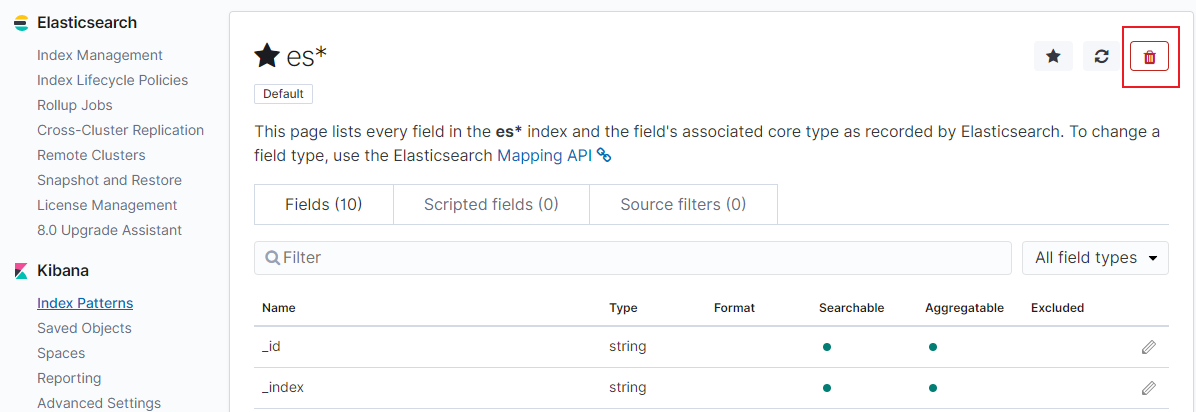 Elasticsearch
Index Management
Index Lifecycle Policies
Rollup Jobs
Cross-Cluster Replication
Remote Clusters
Snapshot and Restore
License Management
8.0 Upgrade Assistant
Kibana
Index Patterns
Saved Objects
Spaces
Reporting
Advanced Settings
es*
Default
This page lists every field in the es* index and the field's associated core type as recorded by Elasticsearch. To change a
field type, use the Elasticsearch Mapping API
Fields (10) Scripted fields (0) Source filters (0)
Filter All field types
Name Type Format Searchable Aggregatable Excluded
_id string
_index string